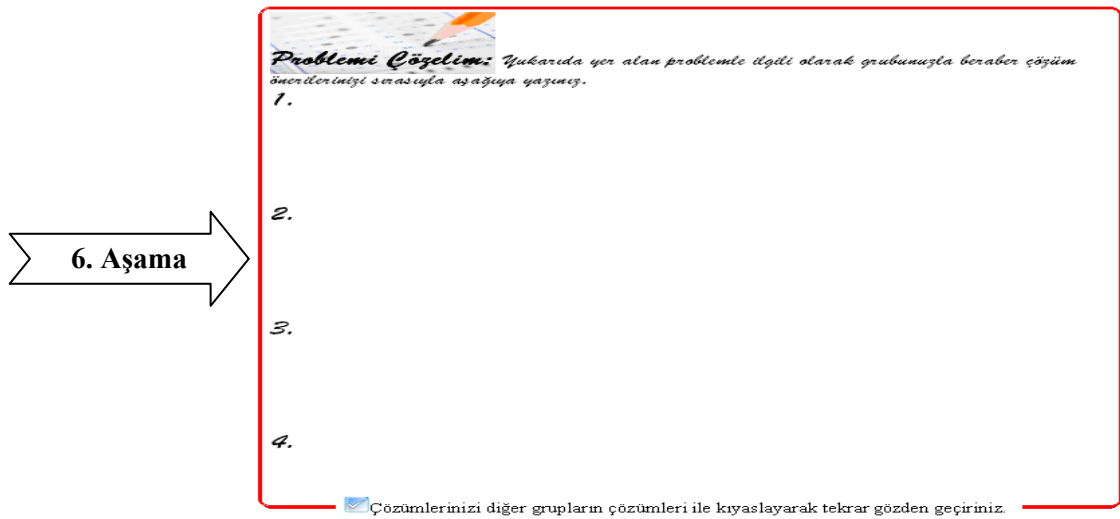 Problemi Çözelim: Yukarıda yer alan problemle ilgili olarak grubunuzla beraber çözüm
önerilerinizi sırasıyla aşağıya yazınız.
1.
2.
6. Aşama
3.
4.
Çözümlerinizi diğer grupların çözümleri ile kıyaslayarak tekrar gözden geçiriniz.